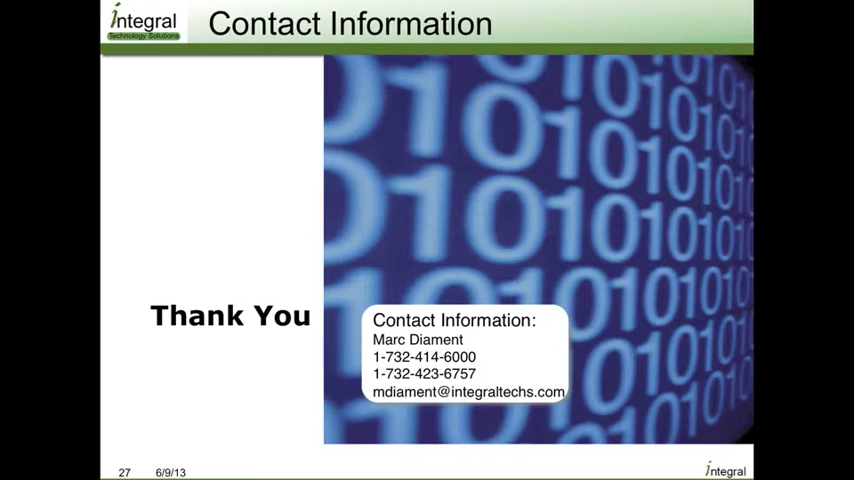 integral
Technology Solutions
Contact Information
Thank You
Contact Information:
Marc Diament
1-732-414-6000
1-732-423-6757
mdiament@integraltechs.com
27
6/9/13
integral